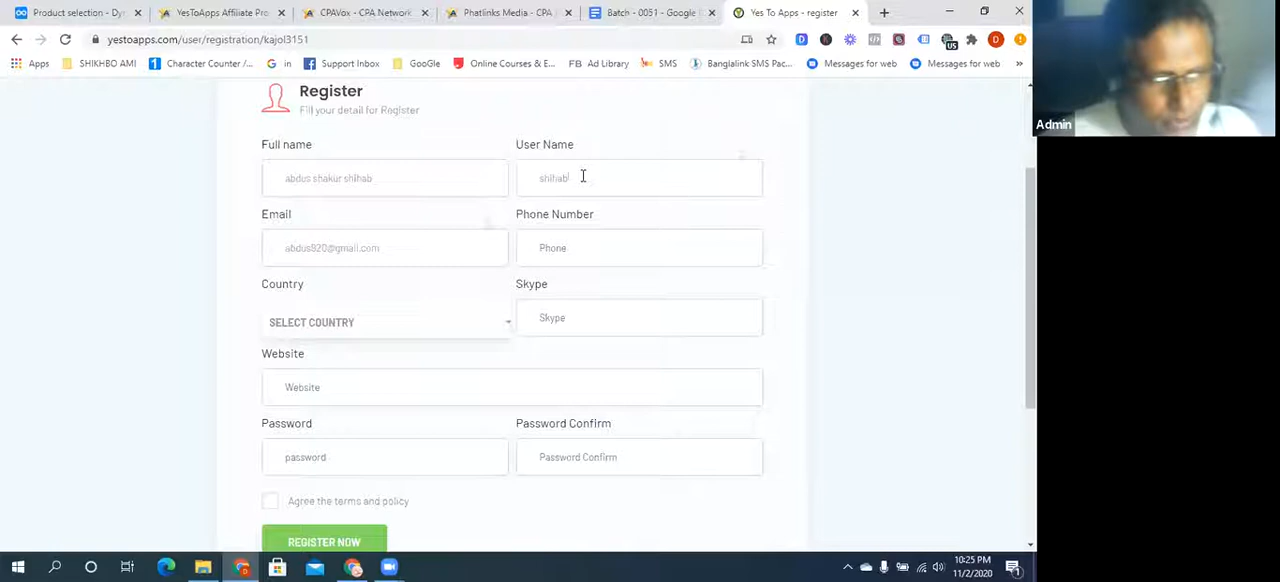 Product selection - Dy
YesToApps Affiliate Pro
CPAVox - CPA Network
Phatlinks Media - CPA
Batch - 0051 - Google
Yes To Apps - register
yestoapps.com/user/registration/kajol3151
US
D
Apps
SHIKHBO AMI
Character Counter /...
in
Support Inbox
GooGle
Online Courses & E...
FB Ad Library
SMS
Banglalink SMS Pac...
Messages for web
Messages for web
»
Admin
Register
Fill your detail for Register
Full name
User Name
abdus shakur shihab
shihab
Email
Phone Number
abdus920@gmail.com
Phone
Country
Skype
SELECT COUNTRY
Skype
Website
Website
Password
Password Confirm
password
Password Confirm
Agree the terms and policy
REGISTER NOW
10:25 PM
11/2/2020